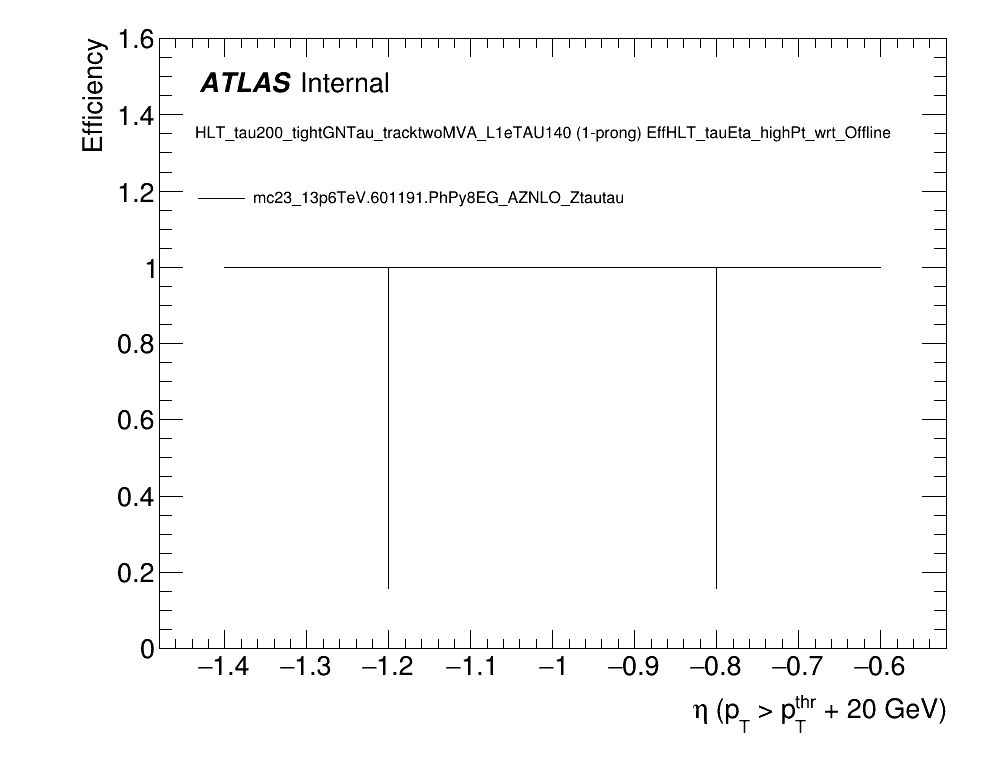 Efficiency
ATLAS Internal
HLT_tau200_tightGNTau_tracktwoMVA_L1eTAU140 (1-prong) EffHLT_tauEta_highPt_wrt_Offline
mc23_13p6TeV.601191.PhPy8EG_AZNLO_Ztautau
1.6
1.4
1.2
1
0.8
0.6
0.4
0.2
0
−1.4 −1.3 −1.2 −1.1 −1 −0.9 −0.8 −0.7 −0.6
η (p_T > p_T^thr + 20 GeV)